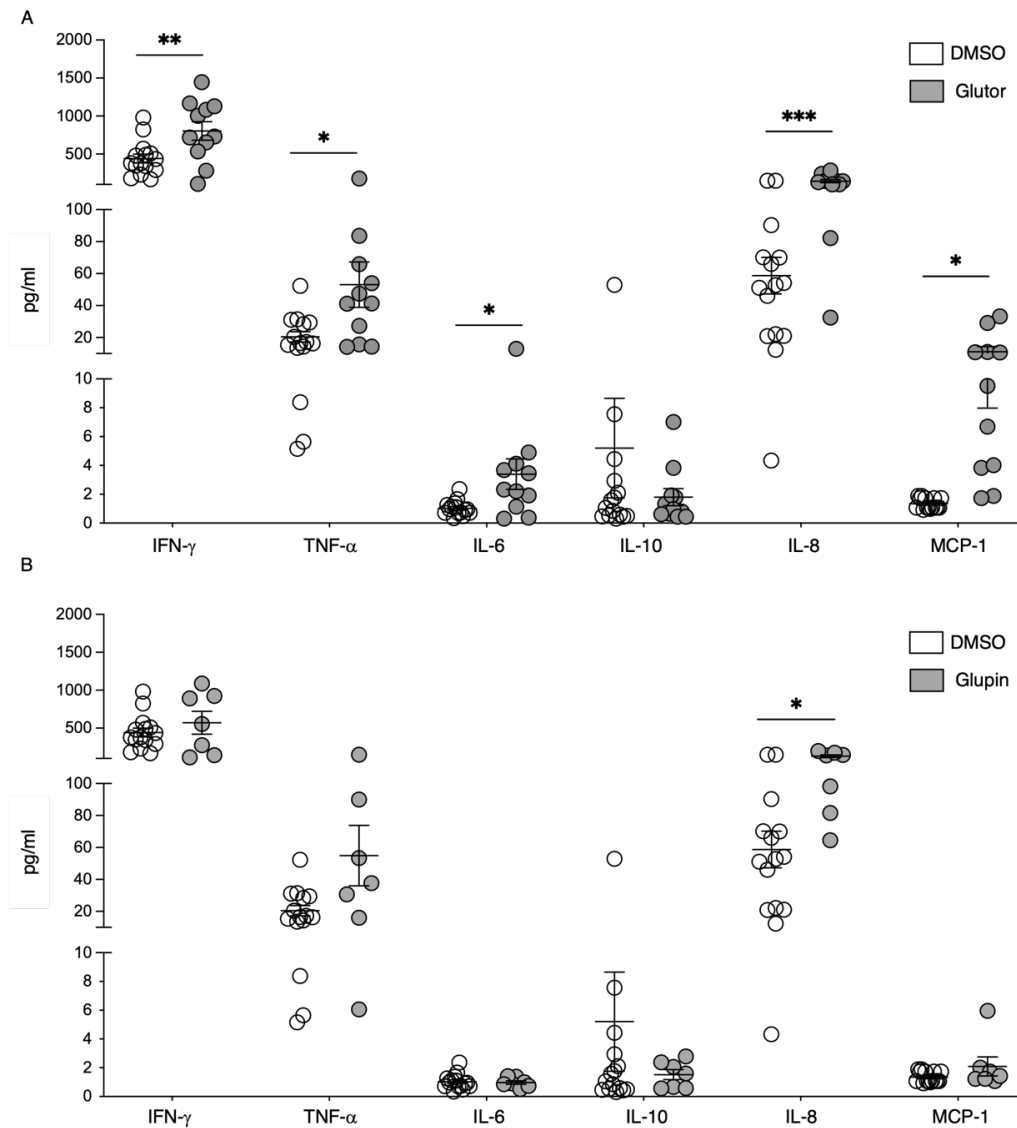 A
2000
1500
1000
500
100
80
60
40
20
10
8
6
4
2
0
pg/ml
** * * *** *
DMSO
Glutor
IFN-γ TNF-α IL-6 IL-10 IL-8 MCP-1
B
2000
1500
1000
500
100
80
60
40
20
10
8
6
4
2
0
pg/ml
*
DMSO
Glupin
IFN-γ TNF-α IL-6 IL-10 IL-8 MCP-1